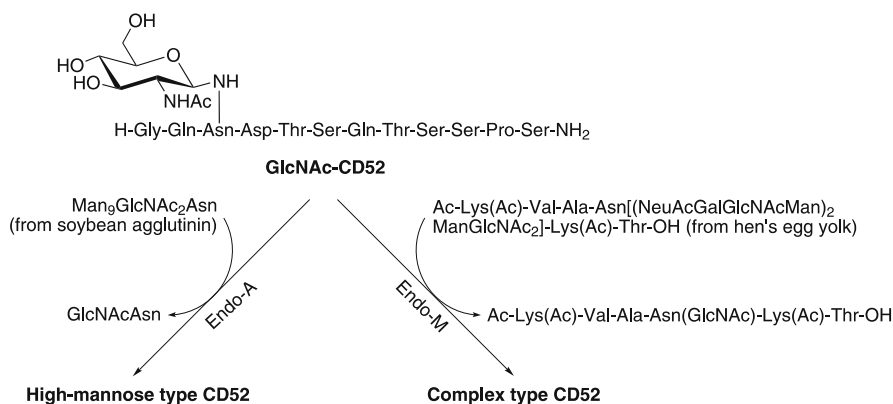 OH
HO
HO
O
NH
NHAc
H-Gly-Gln-Asn-Asp-Thr-Ser-Gln-Thr-Ser-Ser-Pro-Ser-NH₂
GlcNAc-CD52
Man₉GlcNAc₂Asn
(from soybean agglutinin)
Ac-Lys(Ac)-Val-Ala-Asn[(NeuAcGalGlcNAcMan)₂
ManGlcNAc₂]-Lys(Ac)-Thr-OH (from hen's egg yolk)
Endo-A
Endo-M
GlcNAcAsn
Ac-Lys(Ac)-Val-Ala-Asn(GlcNAc)-Lys(Ac)-Thr-OH
High-mannose type CD52
Complex type CD52